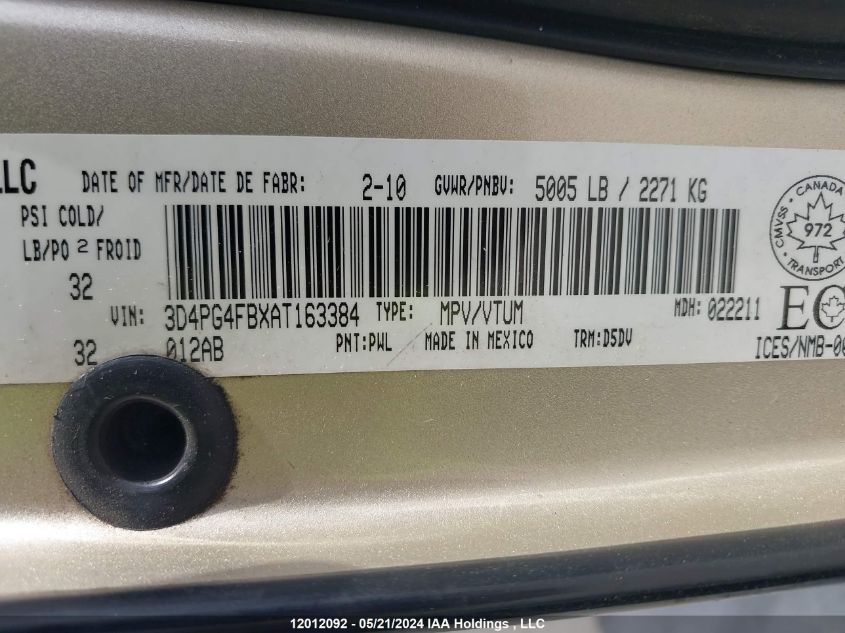 LLC DATE OF MFR/DATE DE FABR: 2-10 GVWR/PNBV: 5005 LB / 2271 KG
PSI COLD/
LB/PO 2 FROID
32
CANADA
CMVSS 972
TRANSPORT
VIN: 3D4PG4FBXAT163384 TYPE: MPV/VTUM MDH: 022211 EC
32 012AB PNT: PWL MADE IN MEXICO TRM: D5DV ICES/NMB-00
12012092 - 05/21/2024 IAA Holdings , LLC